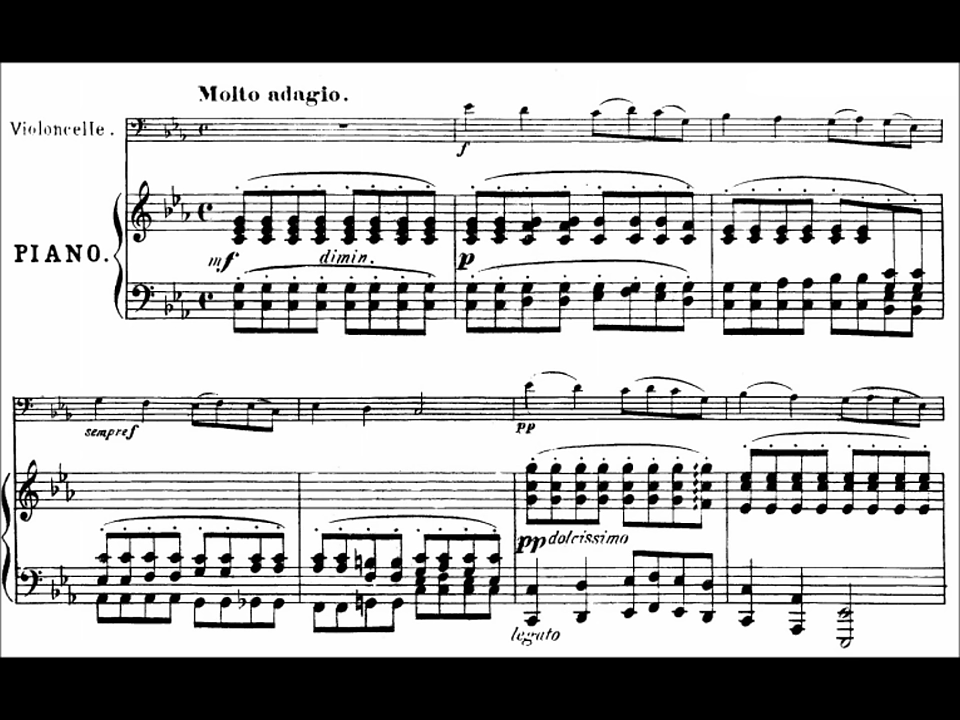 Molto adagio.
Violoncelle.
f
PIANO.
mf dimin. p
sempre f
pp
pp dolcissimo
legato